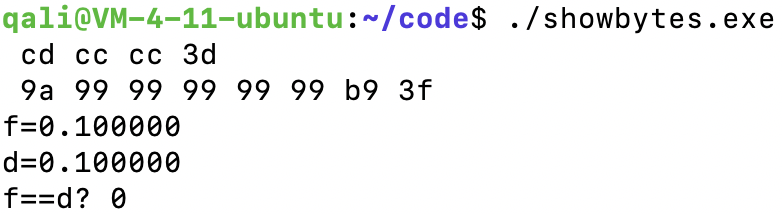 qali@VM-4-11-ubuntu:~/code$ ./showbytes.exe
 cd cc cc 3d
 9a 99 99 99 99 99 b9 3f
f=0.100000
d=0.100000
f==d? 0